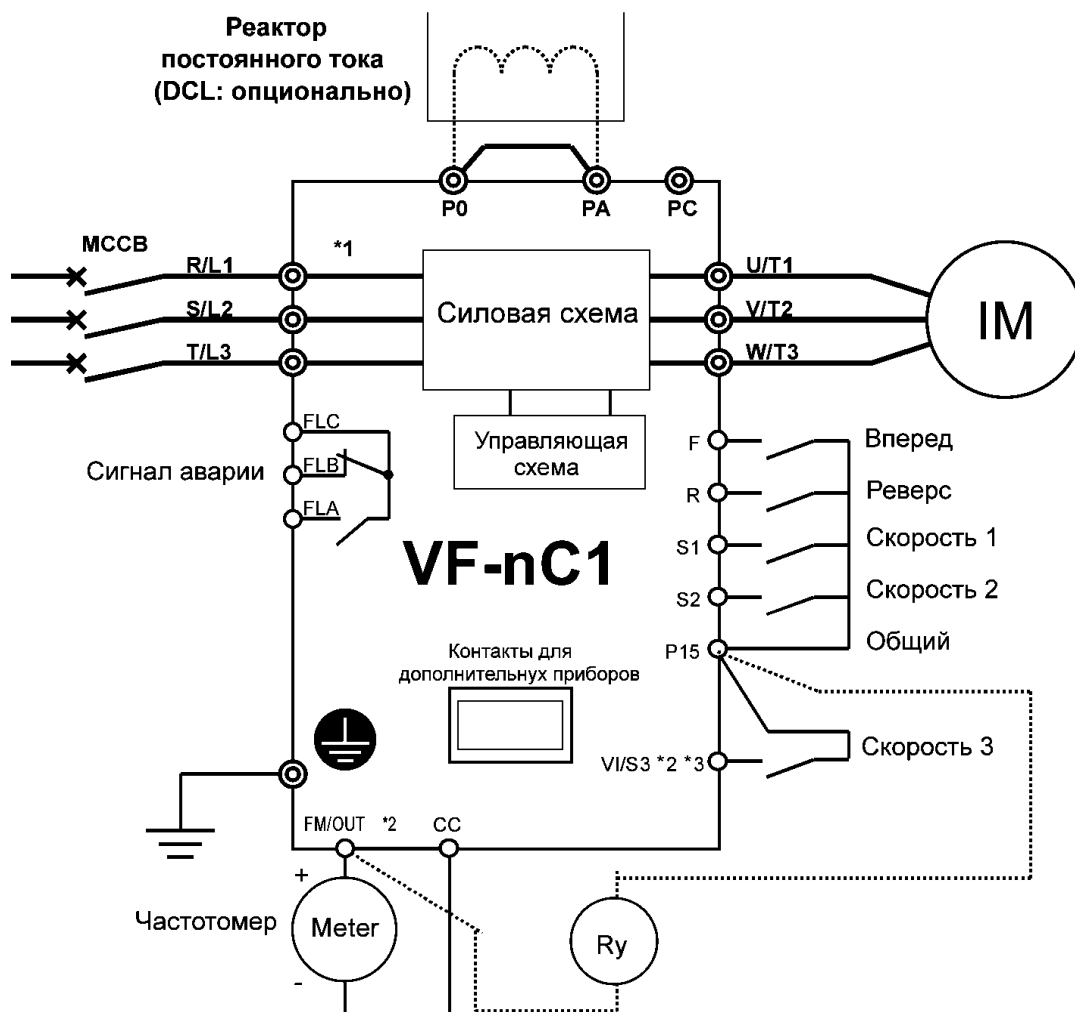 Реактор
постоянного тока
(DCL: опционально)
P0
PA
PC
MCCB
*1
R/L1
S/L2
T/L3
Силовая схема
U/T1
V/T2
W/T3
IM
Управляющая
схема
Сигнал аварии
FLC
FLB
FLA
F
Вперед
R
Реверс
S1
Скорость 1
S2
Скорость 2
P15
Общий
VF-nC1
Контакты для
дополнительнух приборов
VI/S3 *2 *3
Скорость 3
FM/OUT
*2
CC
+
Частотомер
Meter
-
Ry